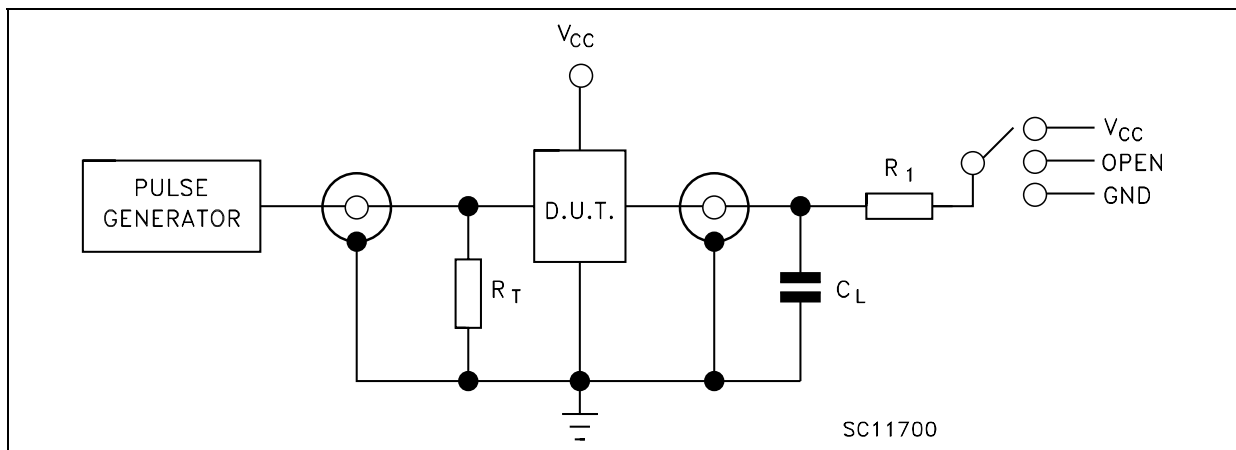 VCC
PULSE
GENERATOR
RT
D.U.T.
CL
R1
VCC
OPEN
GND
SC11700